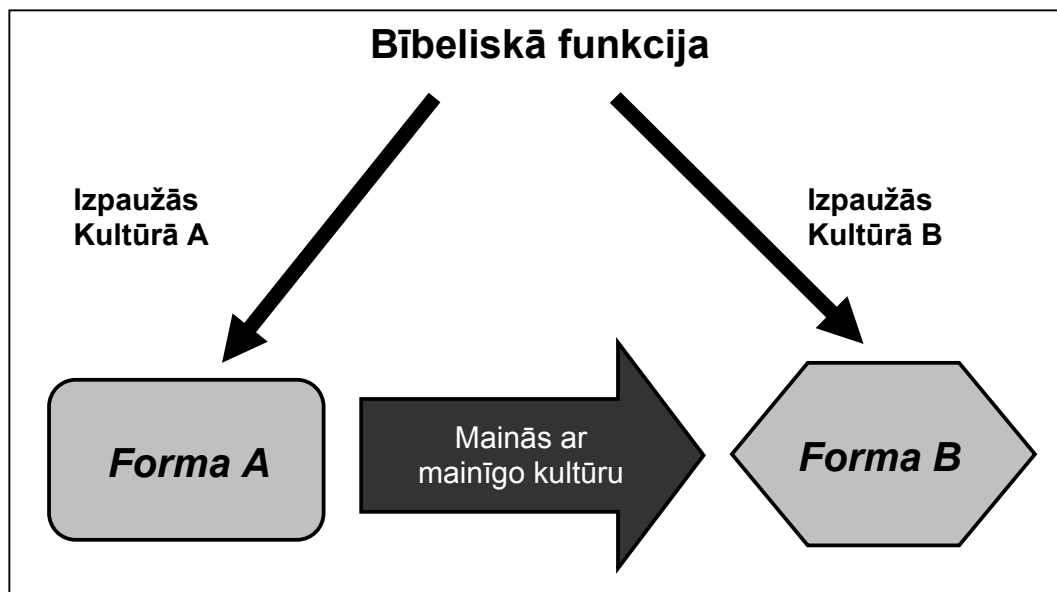 Bībeliskā funkcija
Izpaužās
Kultūrā A
Izpaužās
Kultūrā B
Forma A
Mainās ar
mainīgo kultūru
Forma B